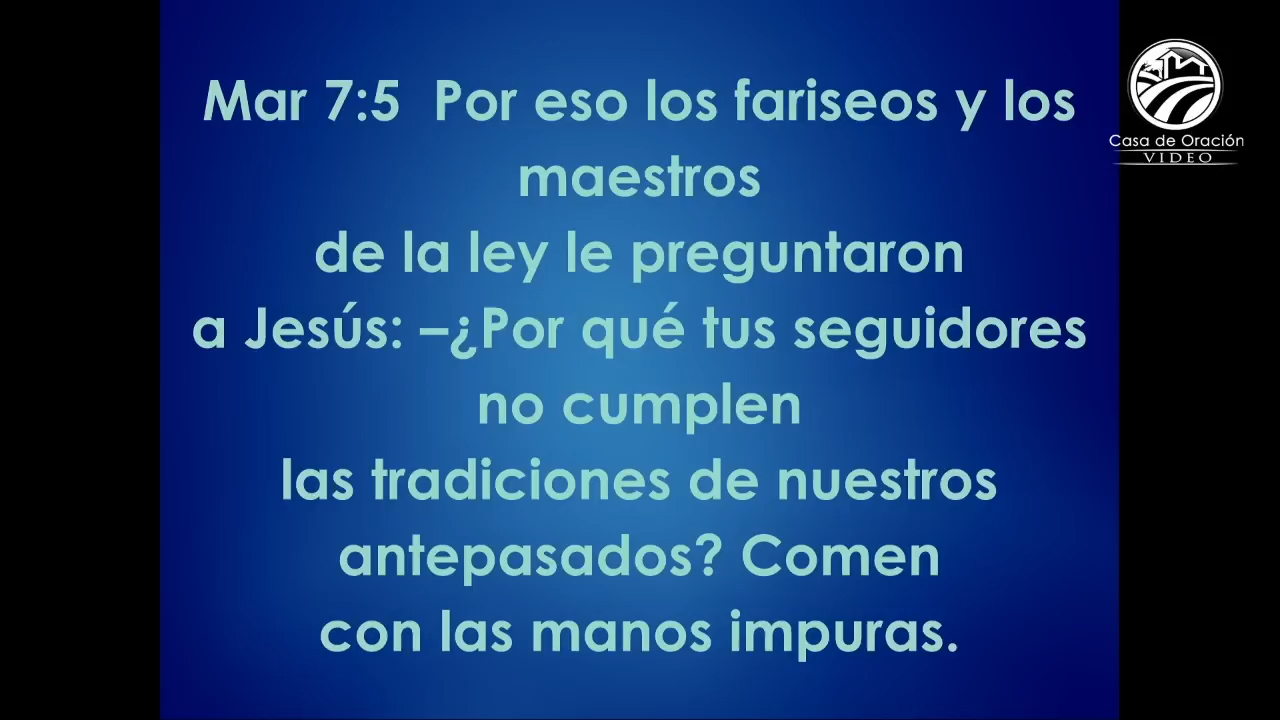 Mar 7:5  Por eso los fariseos y los
maestros
de la ley le preguntaron
a Jesús: –¿Por qué tus seguidores
no cumplen
las tradiciones de nuestros
antepasados? Comen
con las manos impuras.
Casa de Oración
VIDEO